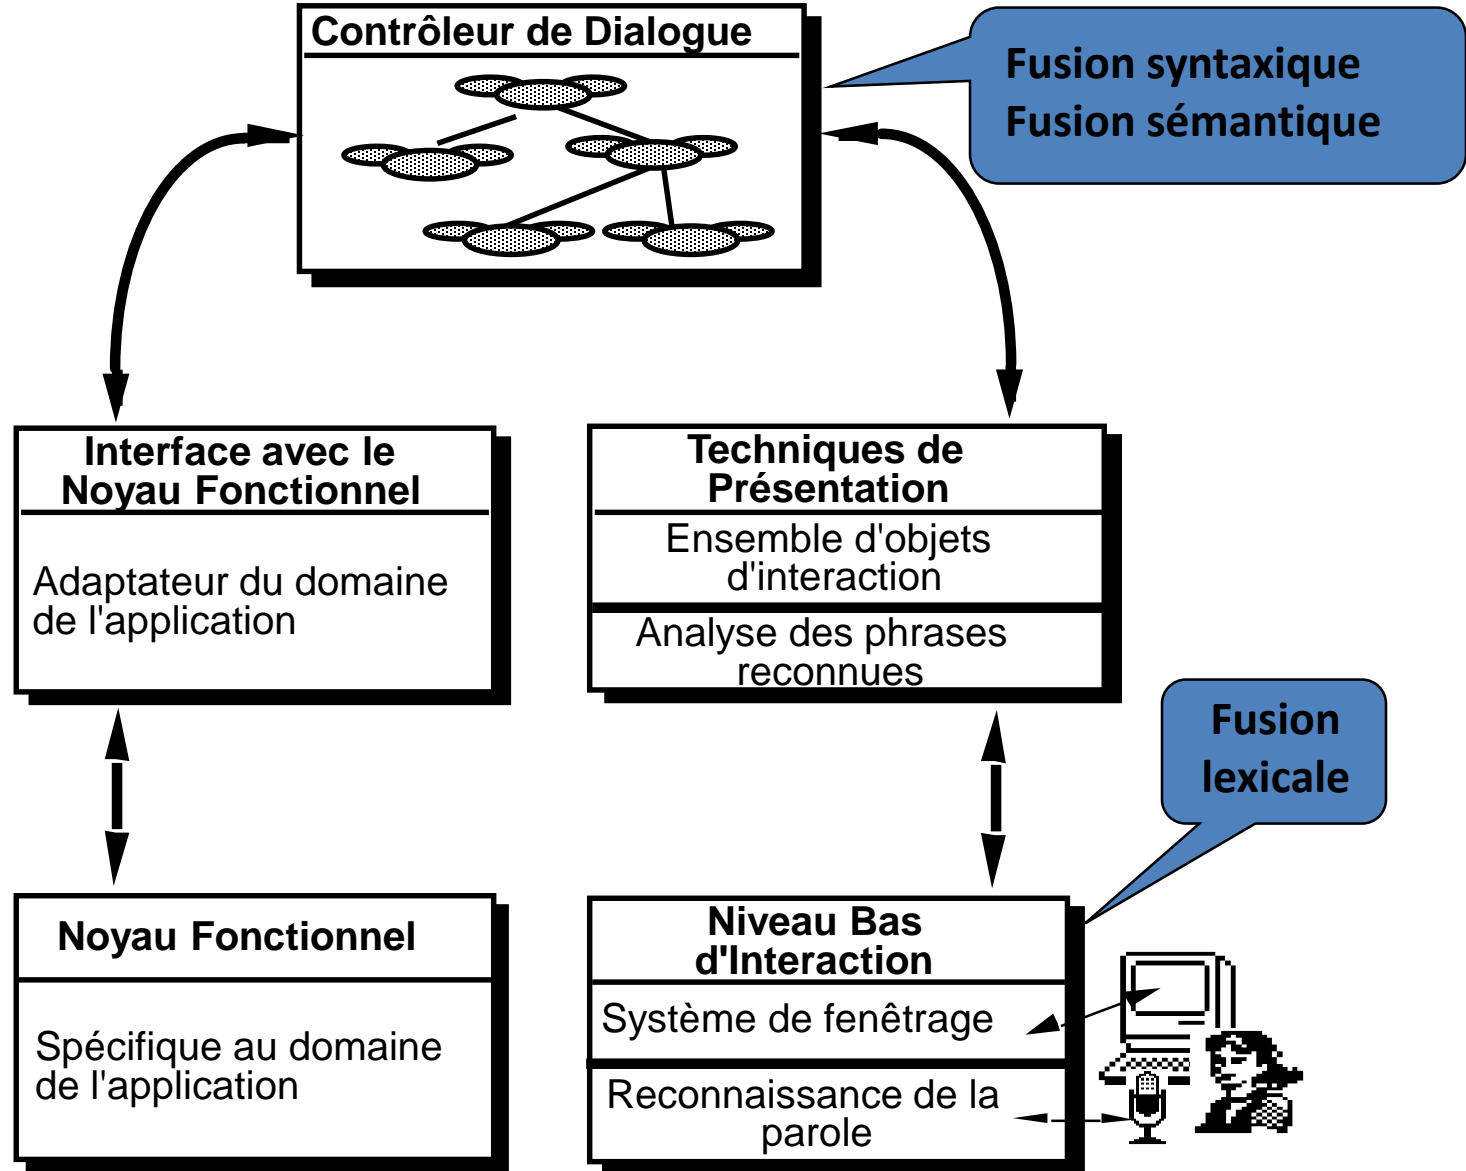 Contrôleur de Dialogue
Fusion syntaxique
Fusion sémantique
Interface avec le
Noyau Fonctionnel
Adaptateur du domaine
de l'application
Techniques de
Présentation
Ensemble d'objets
d'interaction
Analyse des phrases
reconnues
Fusion
lexicale
Noyau Fonctionnel
Spécifique au domaine
de l'application
Niveau Bas
d'Interaction
Système de fenêtrage
Reconnaissance de la
parole